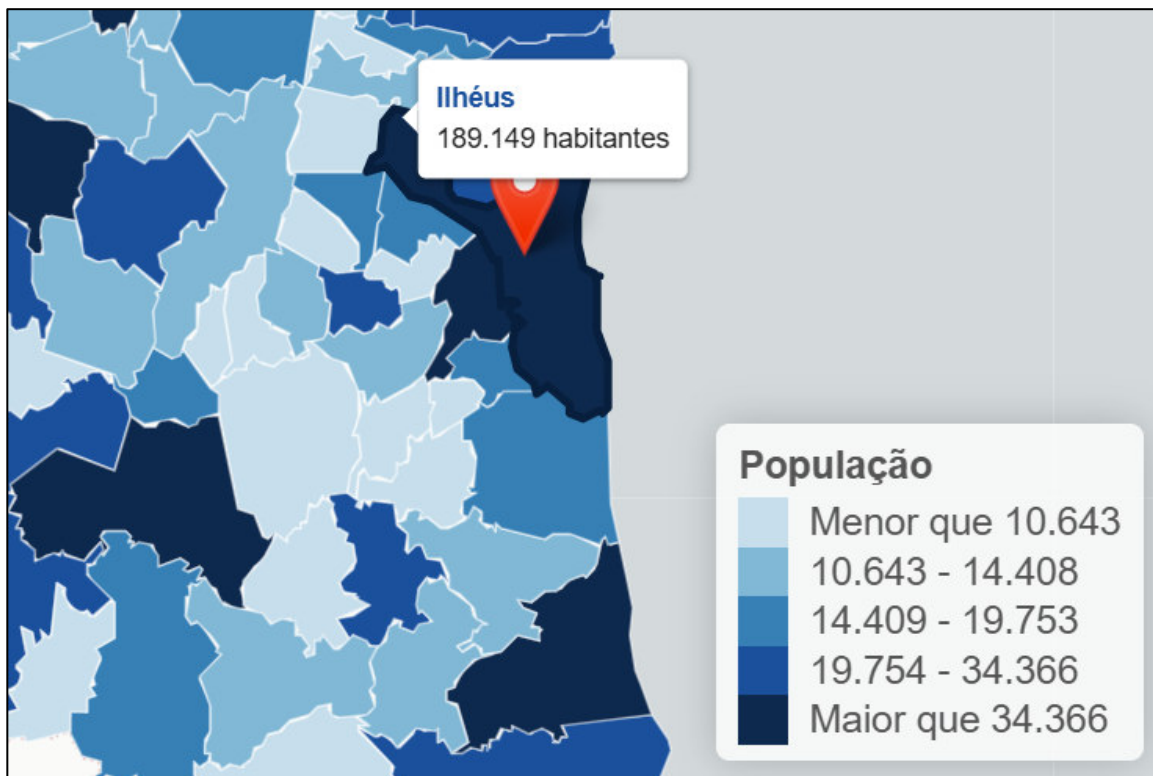 Ilhéus
189.149 habitantes
População
Menor que 10.643
10.643 - 14.408
14.409 - 19.753
19.754 - 34.366
Maior que 34.366